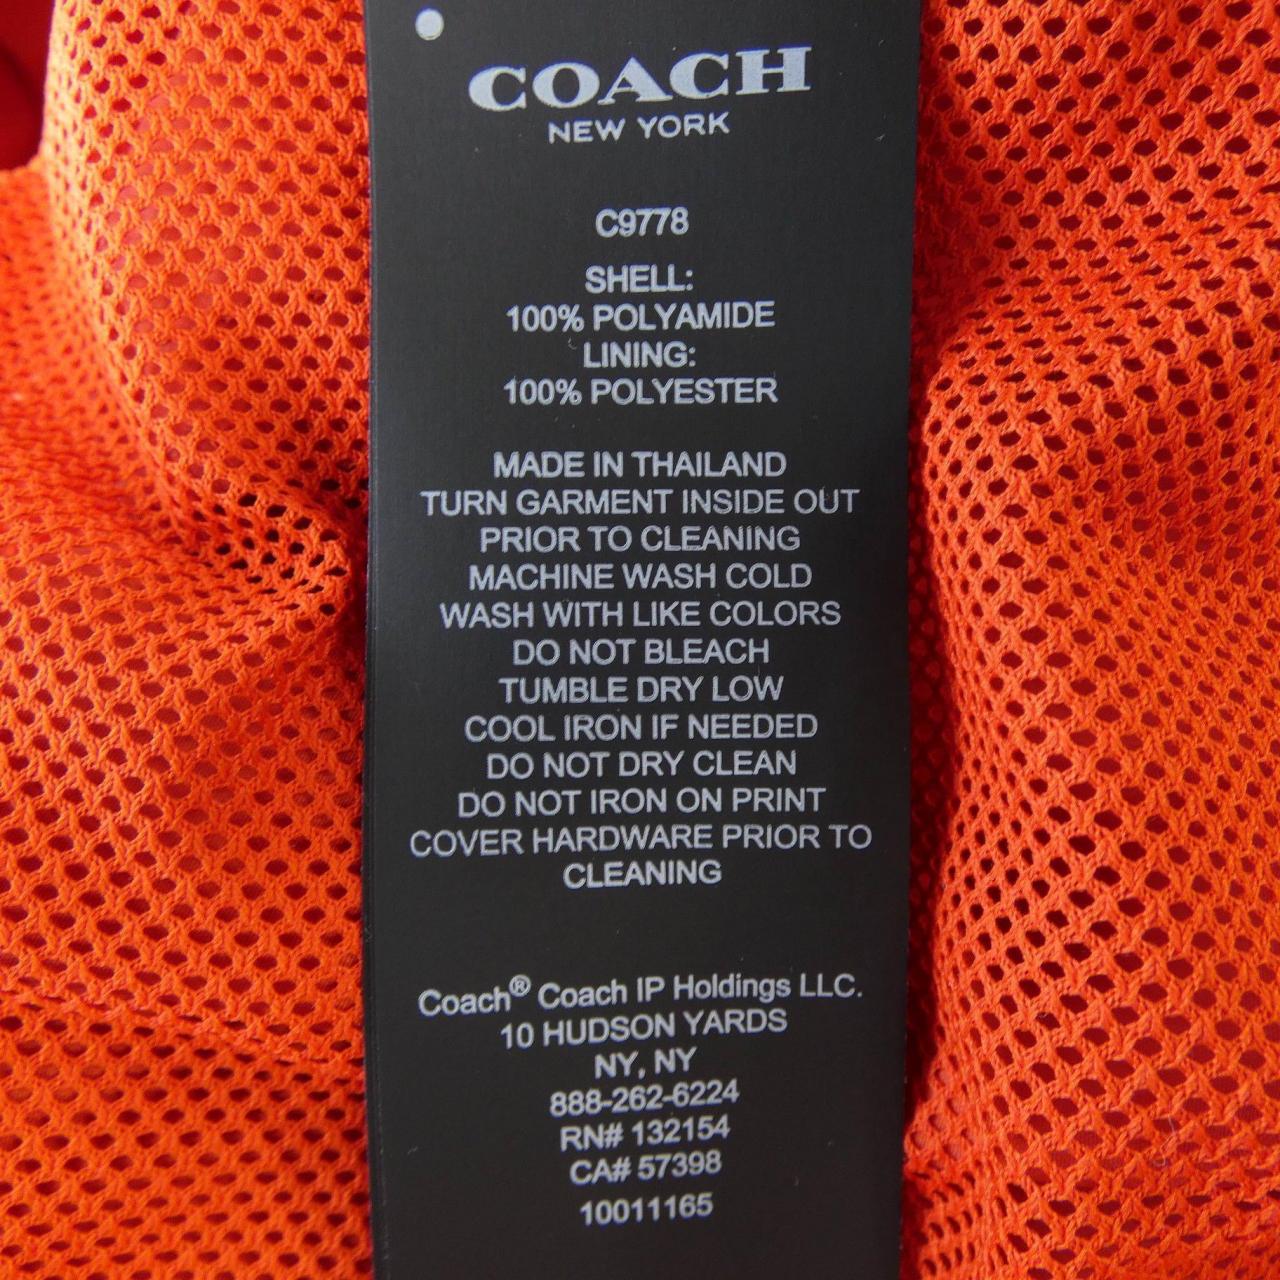 COACH
NEW YORK
C9778
SHELL:
100% POLYAMIDE
LINING:
100% POLYESTER
MADE IN THAILAND
TURN GARMENT INSIDE OUT
PRIOR TO CLEANING
MACHINE WASH COLD
WASH WITH LIKE COLORS
DO NOT BLEACH
TUMBLE DRY LOW
COOL IRON IF NEEDED
DO NOT DRY CLEAN
DO NOT IRON ON PRINT
COVER HARDWARE PRIOR TO
CLEANING
Coach® Coach IP Holdings LLC.
10 HUDSON YARDS
NY, NY
888-262-6224
RN# 132154
CA# 57398
10011165